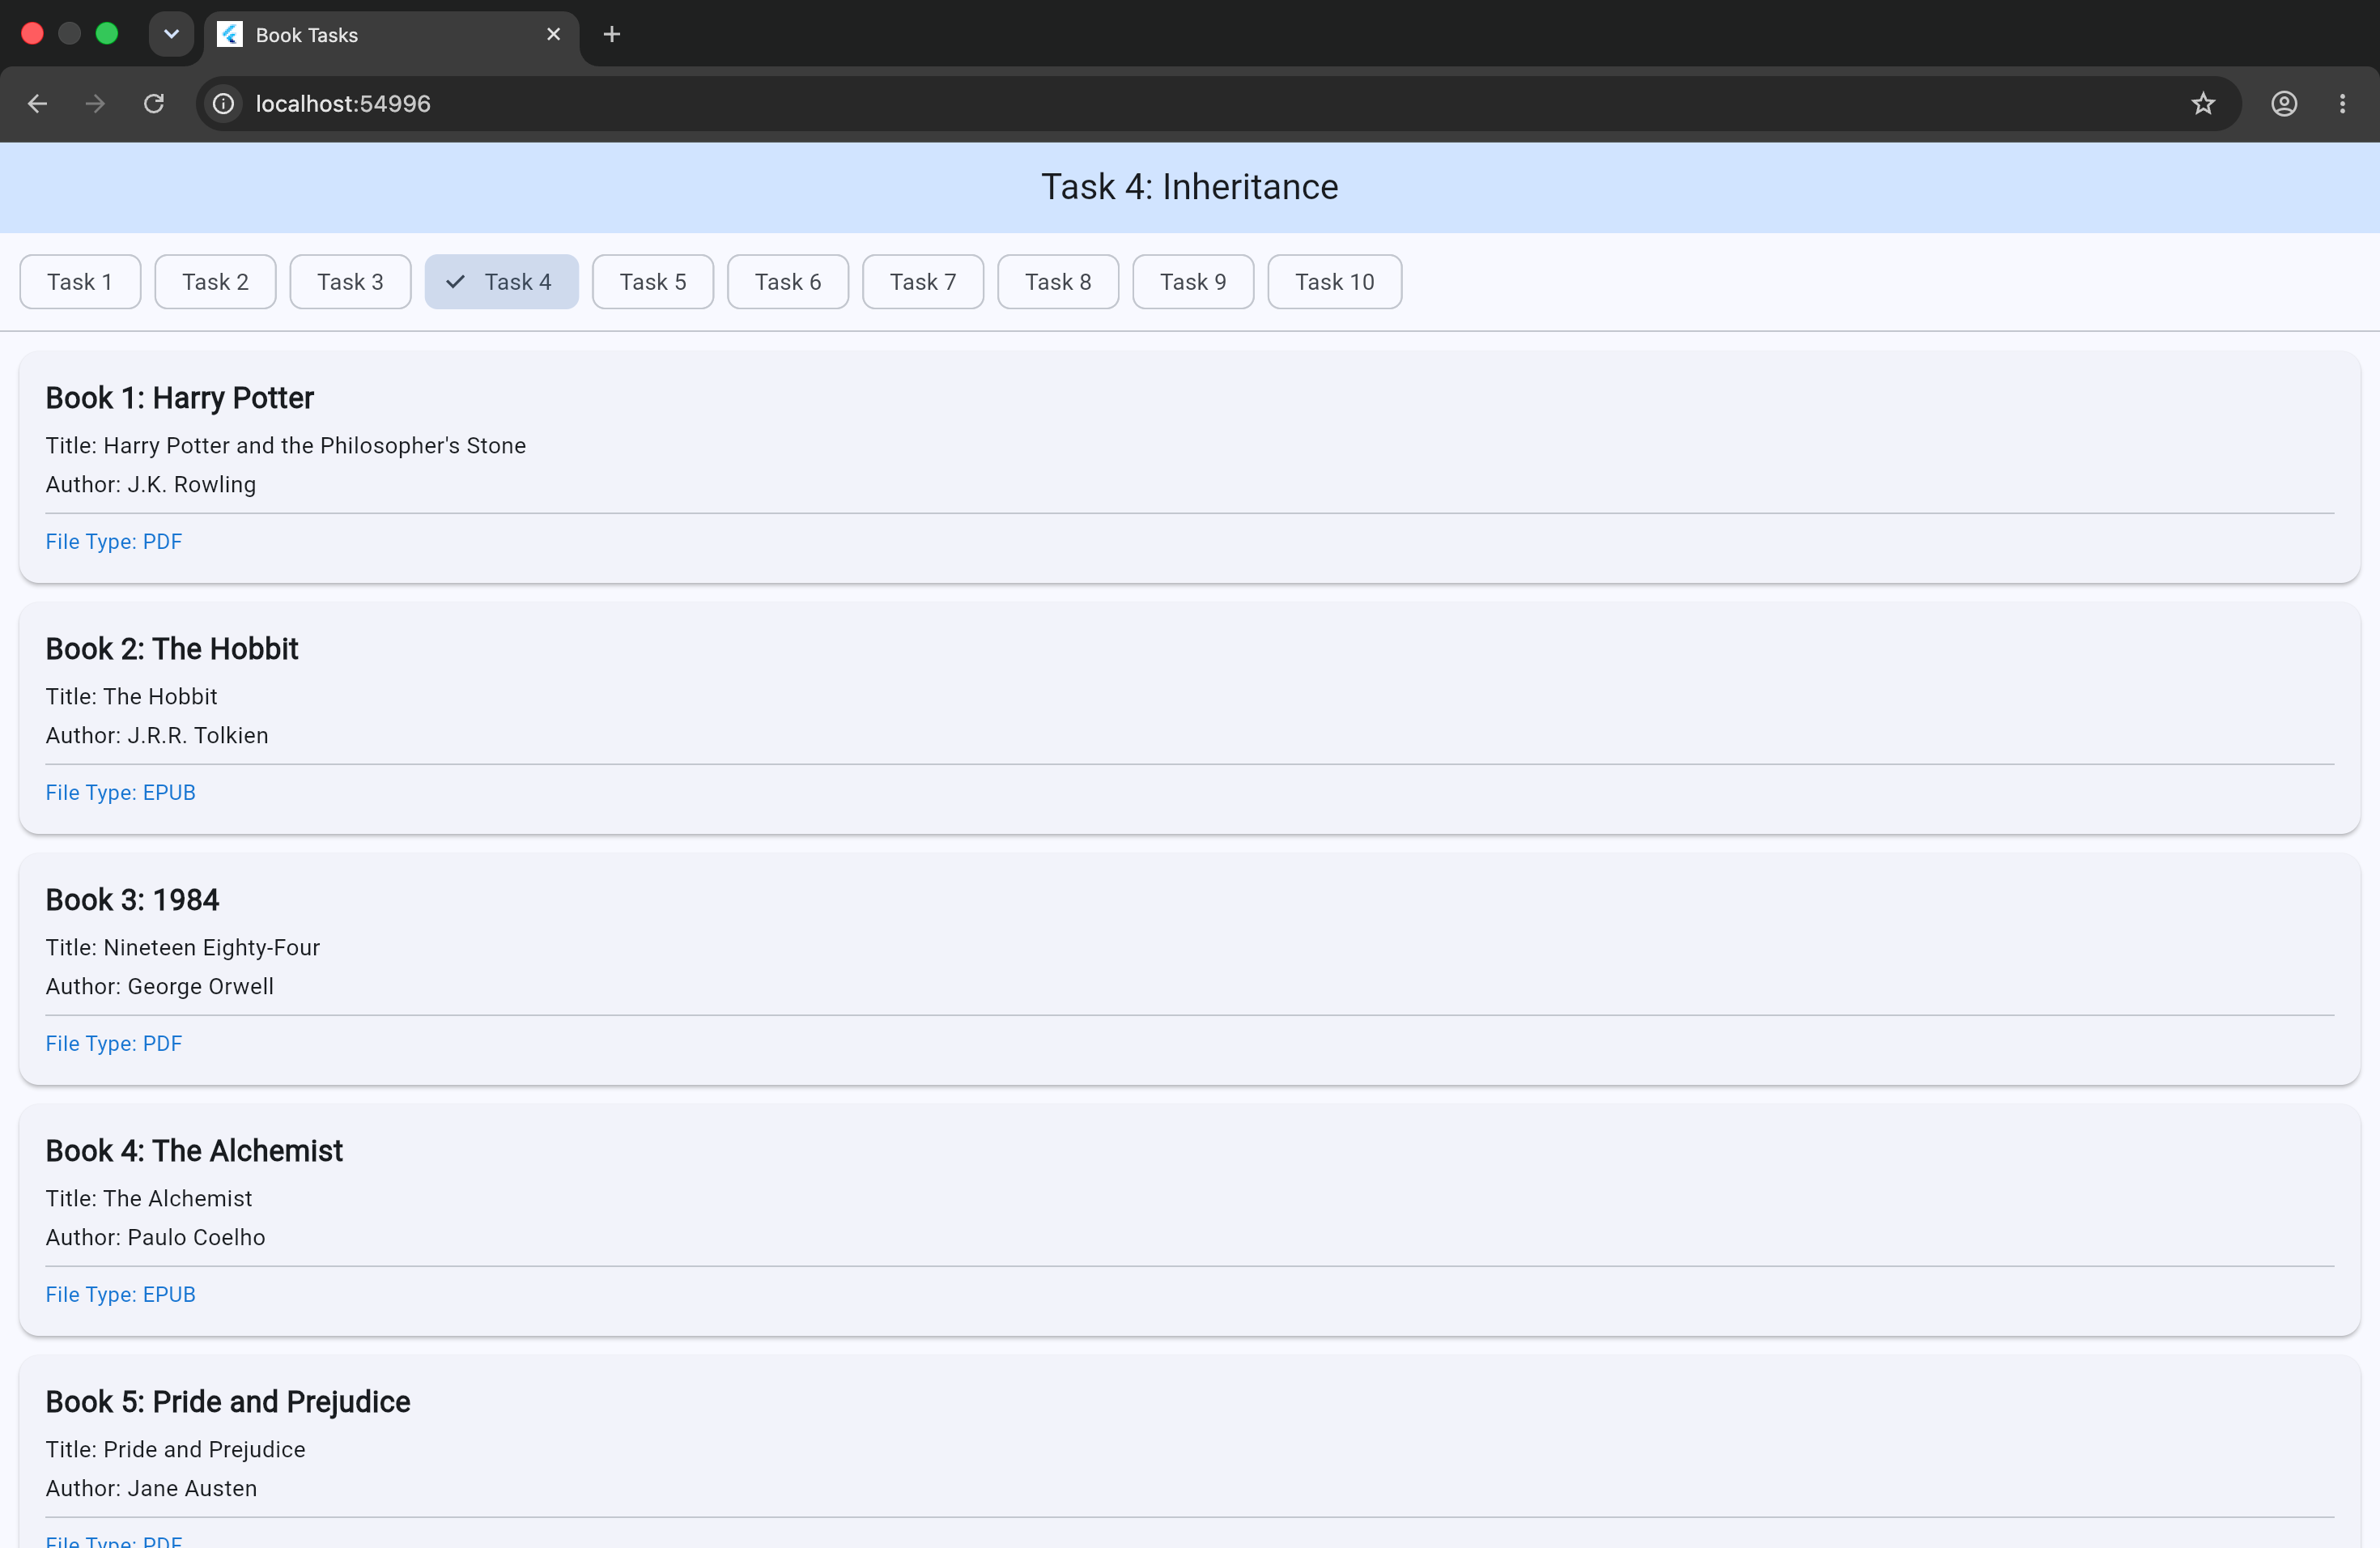 Book Tasks
localhost:54996
Task 4: Inheritance
Task 1 Task 2 Task 3 Task 4 Task 5 Task 6 Task 7 Task 8 Task 9 Task 10
Book 1: Harry Potter
Title: Harry Potter and the Philosopher's Stone
Author: J.K. Rowling
File Type: PDF
Book 2: The Hobbit
Title: The Hobbit
Author: J.R.R. Tolkien
File Type: EPUB
Book 3: 1984
Title: Nineteen Eighty-Four
Author: George Orwell
File Type: PDF
Book 4: The Alchemist
Title: The Alchemist
Author: Paulo Coelho
File Type: EPUB
Book 5: Pride and Prejudice
Title: Pride and Prejudice
Author: Jane Austen
File Type: PDF